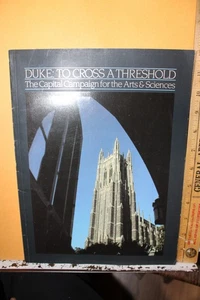 DUKE: TO CROSS A THRESHOLD
The Capital Campaign for the Arts & Sciences